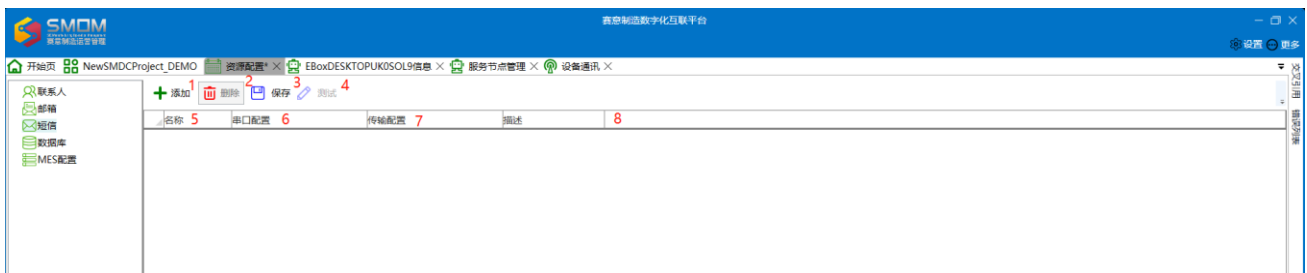 赛意制造数字化互联平台
SMOM
赛意制造运营管理
设置 更多
开始页 NewSMDCProject_DEMO 资源配置* EBoxDESKTOPUK0SOL9信息 服务节点管理 设备通讯
联系人
邮箱
短信
数据库
MES配置
添加 1 删除 2 保存 3 测试 4
名称 5 串口配置 6 传输配置 7 描述 8
交叉引用
错误列表